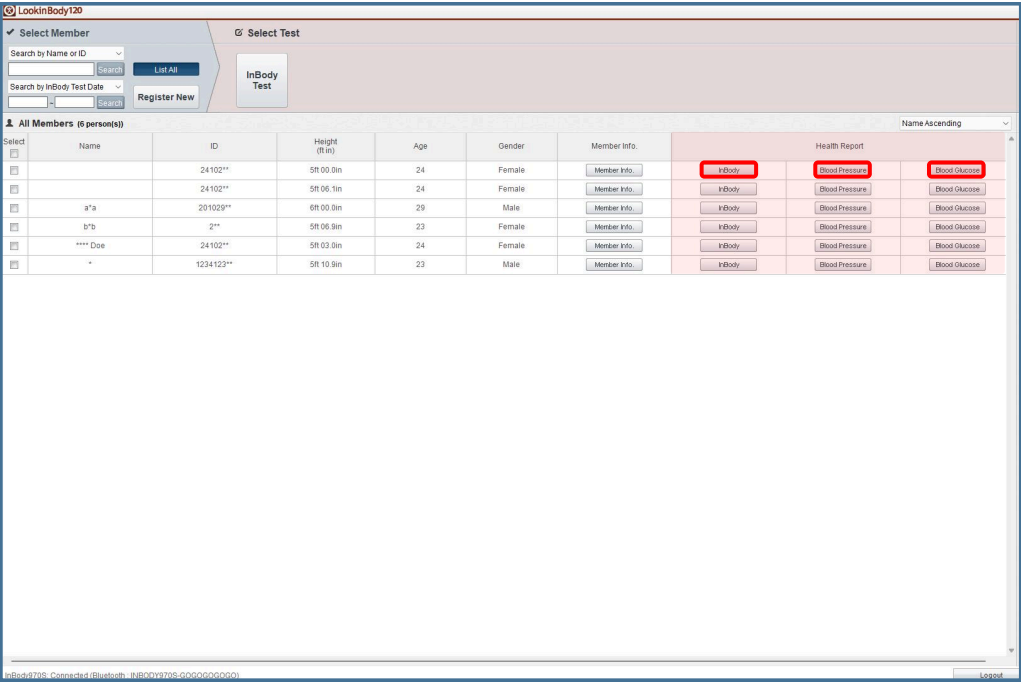 LookinBody120
Select Member
Select Test
Search by Name or ID
Search
List All
InBody
Test
Search by InBody Test Date
-
Search
Register New
All Members (6 person(s))
Name Ascending
Select
Name
ID
Height
(ft in)
Age
Gender
Member Info.
Health Report
24102** 5ft 00.0in 24 Female Member Info. InBody Blood Pressure Blood Glucose
24102** 5ft 06.1in 24 Female Member Info. InBody Blood Pressure Blood Glucose
a*a 201029** 6ft 00.0in 29 Male Member Info. InBody Blood Pressure Blood Glucose
b*b 2** 5ft 06.9in 23 Female Member Info. InBody Blood Pressure Blood Glucose
**** Doe 24102** 5ft 03.0in 24 Female Member Info. InBody Blood Pressure Blood Glucose
* 1234123** 5ft 10.9in 23 Male Member Info. InBody Blood Pressure Blood Glucose
InBody970S: Connected (Bluetooth : INBODY970S-GOGOGOGOGO)
Logout